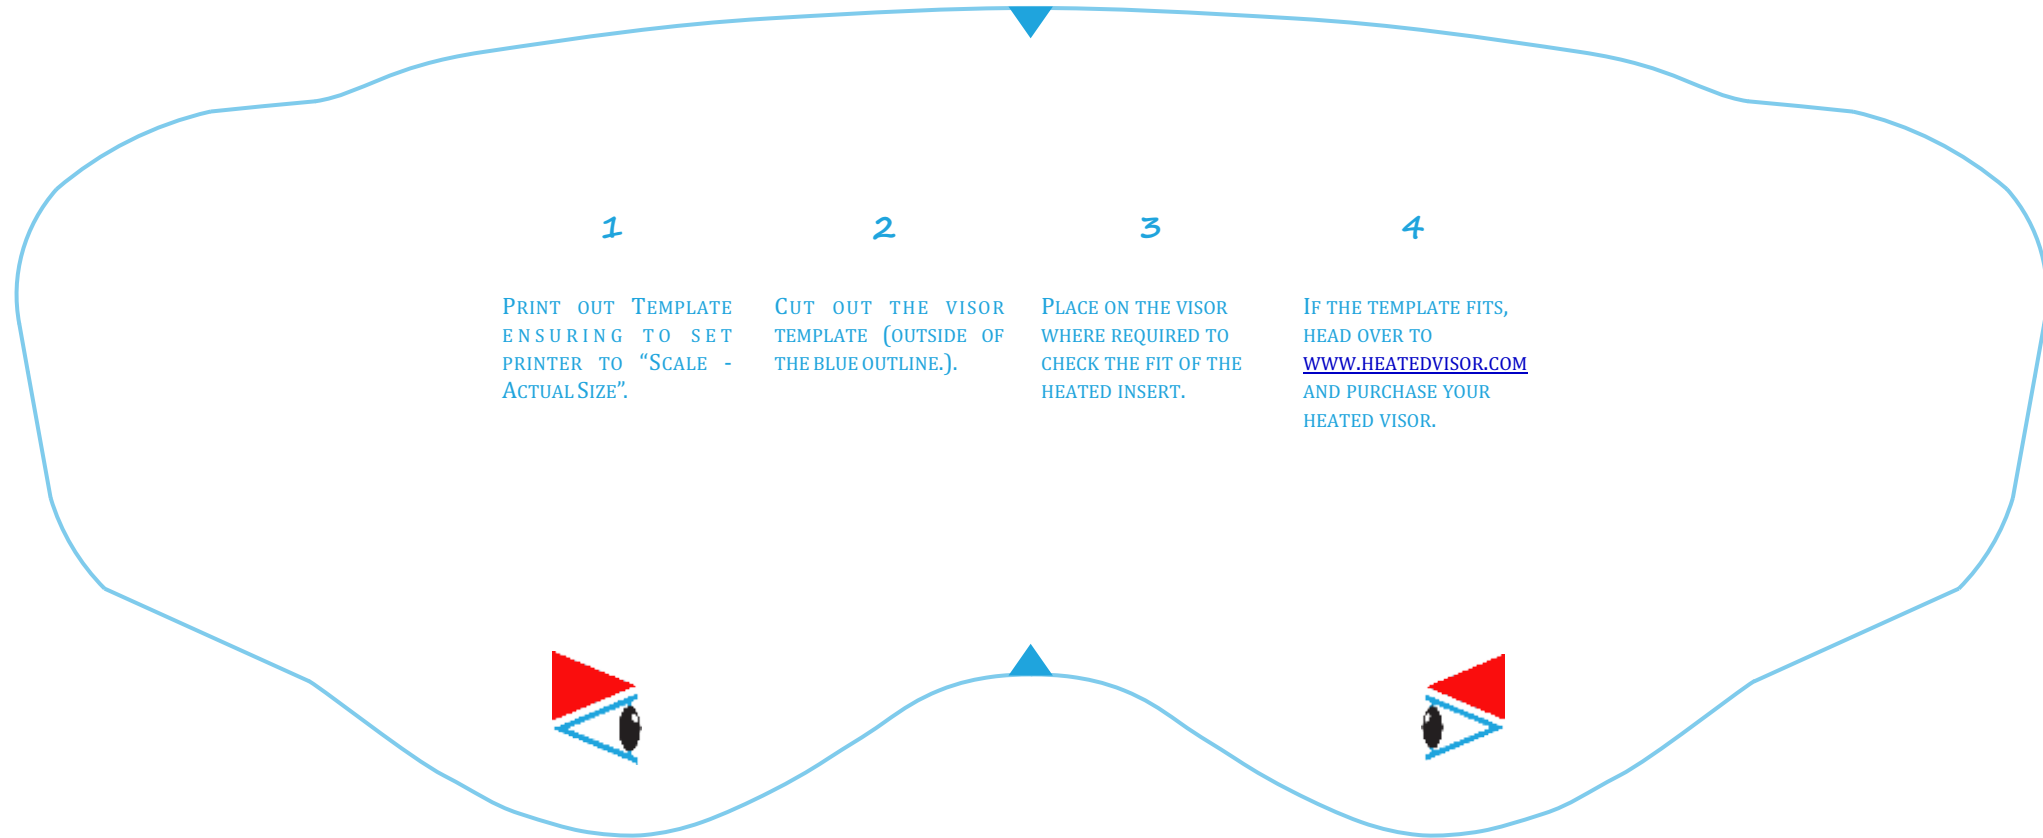 1
PRINT OUT TEMPLATE
ENSURING TO SET
PRINTER TO “SCALE -
ACTUAL SIZE”.
2
CUT OUT THE VISOR
TEMPLATE (OUTSIDE OF
THE BLUE OUTLINE.).
3
PLACE ON THE VISOR
WHERE REQUIRED TO
CHECK THE FIT OF THE
HEATED INSERT.
4
IF THE TEMPLATE FITS,
HEAD OVER TO
WWW.HEATEDVISOR.COM
AND PURCHASE YOUR
HEATED VISOR.